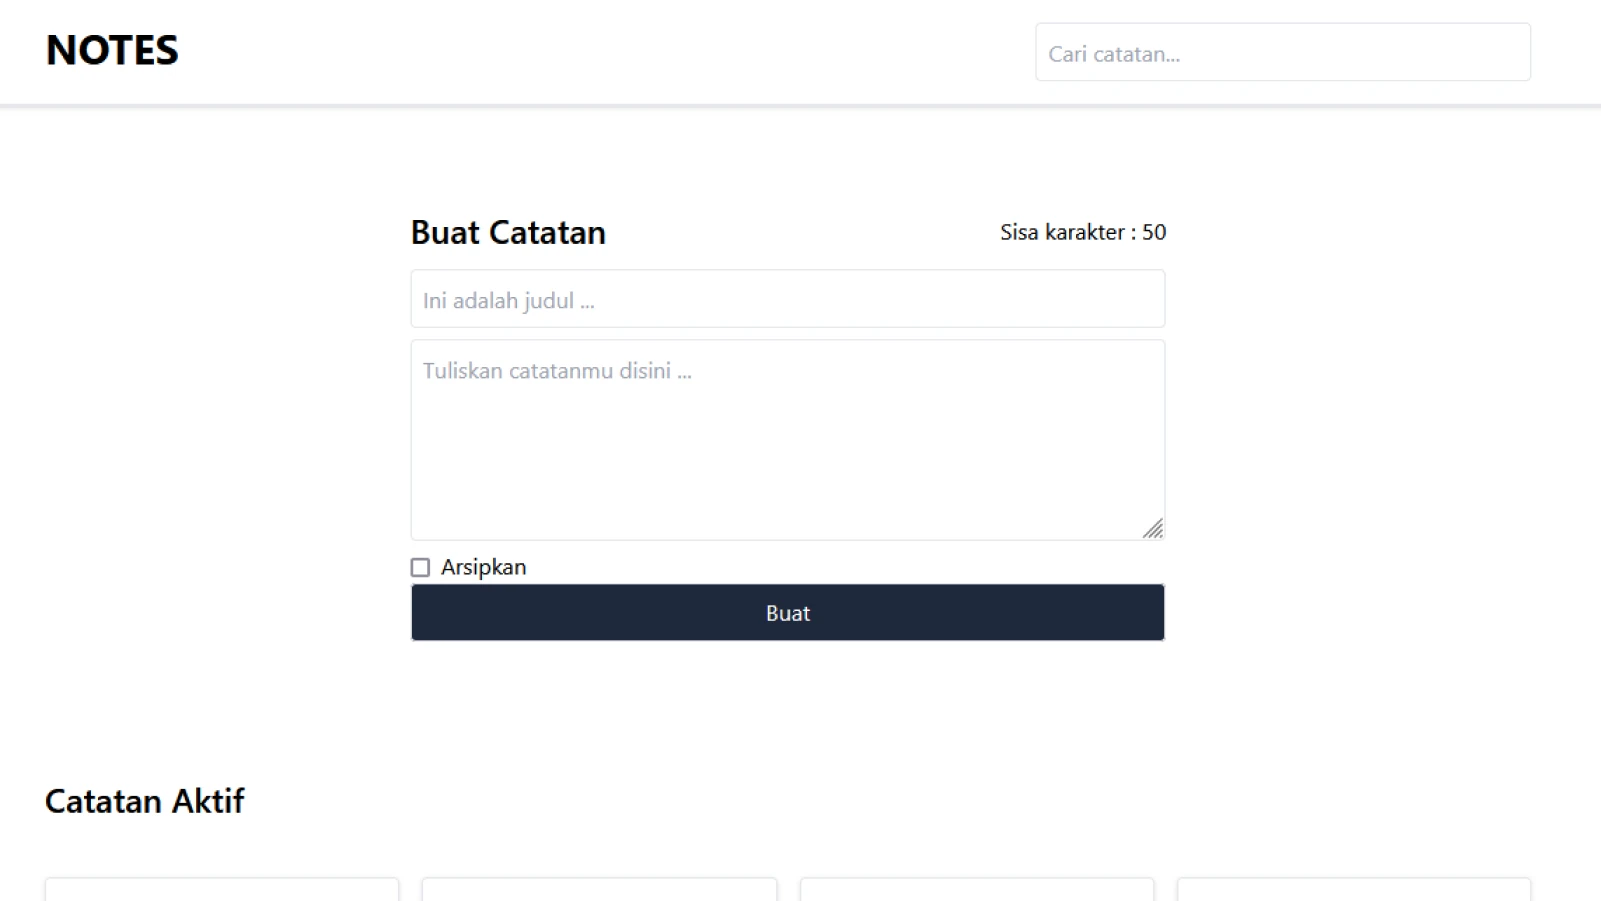 NOTES
Cari catatan...
Buat Catatan
Sisa karakter : 50
Ini adalah judul ...
Tuliskan catatanmu disini ...
Arsipkan
Buat
Catatan Aktif